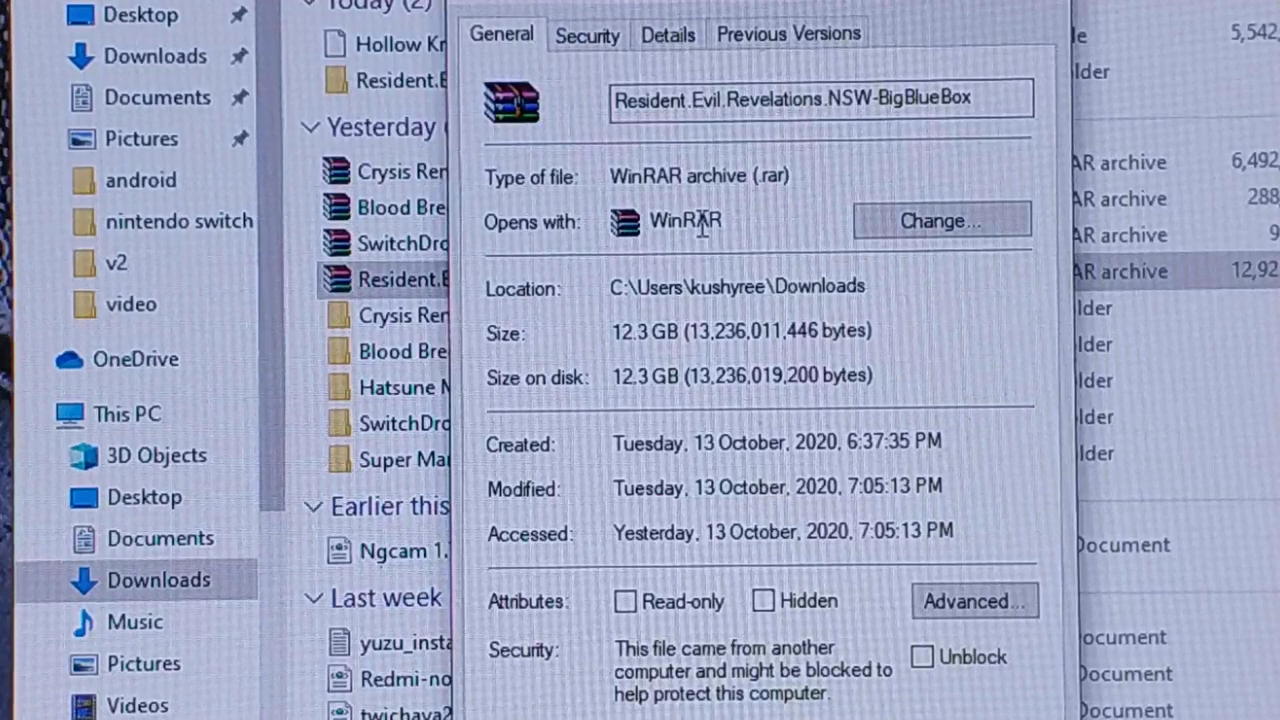 Desktop
Downloads
Documents
Pictures
android
nintendo switch
v2
video
OneDrive
This PC
3D Objects
Desktop
Documents
Downloads
Music
Pictures
Videos
Today (2)
Hollow Kr
Resident.E
Yesterday (
Crysis Rem
Blood Bre
SwitchDro
Resident.E
Crysis Rem
Blood Bre
Hatsune M
SwitchDro
Super Mar
Earlier this
Ngcam 1.
Last week
yuzu_insta
Redmi-no
General
Security
Details
Previous Versions
Resident.Evil.Revelations.NSW-BigBlueBox
Type of file: WinRAR archive (.rar)
Opens with: WinRAR
Change...
Location: C:\Users\kushyree\Downloads
Size: 12.3 GB (13,236,011,446 bytes)
Size on disk: 12.3 GB (13,236,019,200 bytes)
Created: Tuesday, 13 October, 2020, 6:37:35 PM
Modified: Tuesday, 13 October, 2020, 7:05:13 PM
Accessed: Yesterday, 13 October, 2020, 7:05:13 PM
Attributes: Read-only Hidden
Advanced...
Security: This file came from another
computer and might be blocked to
help protect this computer.
Unblock
le 5,542,
lder
AR archive 6,492
AR archive 288
AR archive 9
AR archive 12,92
lder
lder
lder
lder
lder
Document
ocument
Document
Document